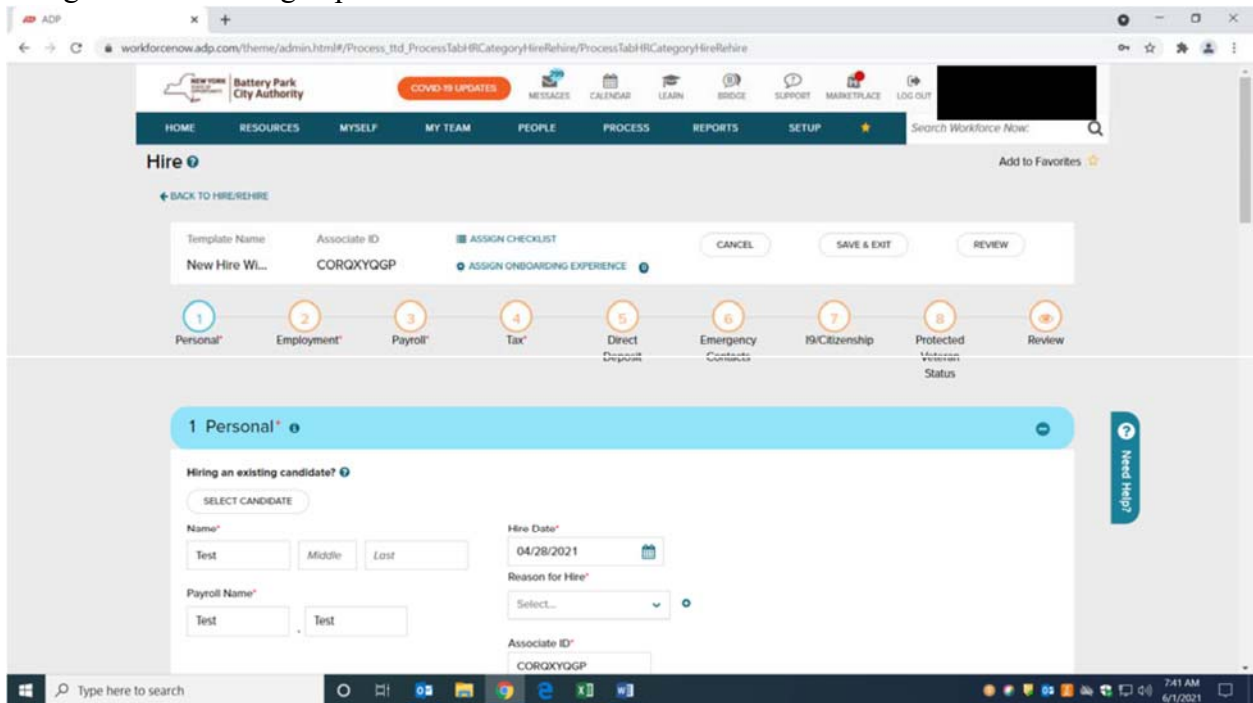 ADP
workforcenow.adp.com/theme/admin.html#/Process_ttd_ProcessTabHRCategoryHireRehire/ProcessTabHRCategoryHireRehire
NEW YORK Battery Park City Authority COVID-19 UPDATES 299 MESSAGES CALENDAR LEARN BRIDGE SUPPORT MARKETPLACE LOG OUT
HOME RESOURCES MYSELF MY TEAM PEOPLE PROCESS REPORTS SETUP Search Workforce Now:
Hire Add to Favorites
BACK TO HIRE/REHIRE
Template Name Associate ID ASSIGN CHECKLIST CANCEL SAVE & EXIT REVIEW
New Hire Wi... CORQXYQGP ASSIGN ONBOARDING EXPERIENCE 0
1 2 3 4 5 6 7 8
Personal* Employment* Payroll* Tax* Direct Deposit Emergency Contacts I9/Citizenship Protected Veteran Status Review
1 Personal*
Need Help?
Hiring an existing candidate?
SELECT CANDIDATE
Name* Hire Date*
Test Middle Last 04/28/2021
Reason for Hire*
Payroll Name* Select...
Test , Test
Associate ID*
CORQXYQGP
Type here to search 7:41 AM
6/1/2021